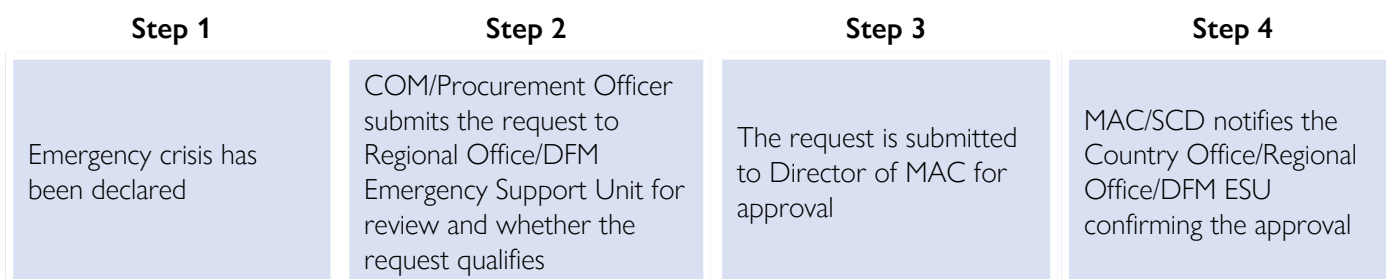 Step 1
Emergency crisis has
been declared
Step 2
COM/Procurement Officer
submits the request to
Regional Office/DFM
Emergency Support Unit for
review and whether the
request qualifies
Step 3
The request is submitted
to Director of MAC for
approval
Step 4
MAC/SCD notifies the
Country Office/Regional
Office/DFM ESU
confirming the approval